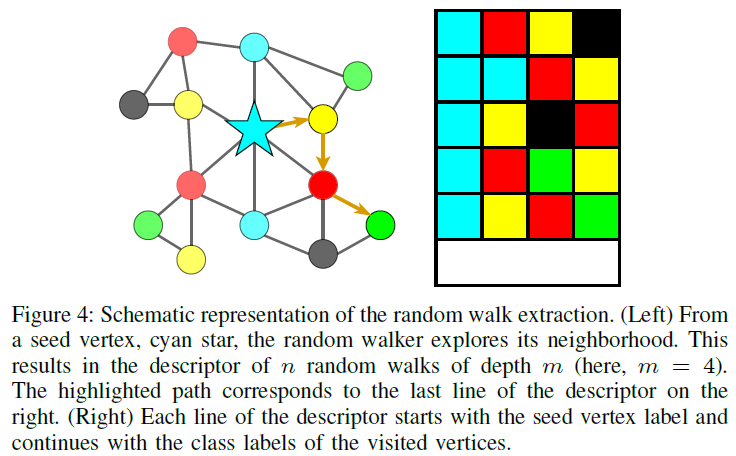 Figure 4: Schematic representation of the random walk extraction. (Left) From
a seed vertex, cyan star, the random walker explores its neighborhood. This
results in the descriptor of n random walks of depth m (here, m = 4).
The highlighted path corresponds to the last line of the descriptor on the
right. (Right) Each line of the descriptor starts with the seed vertex label and
continues with the class labels of the visited vertices.